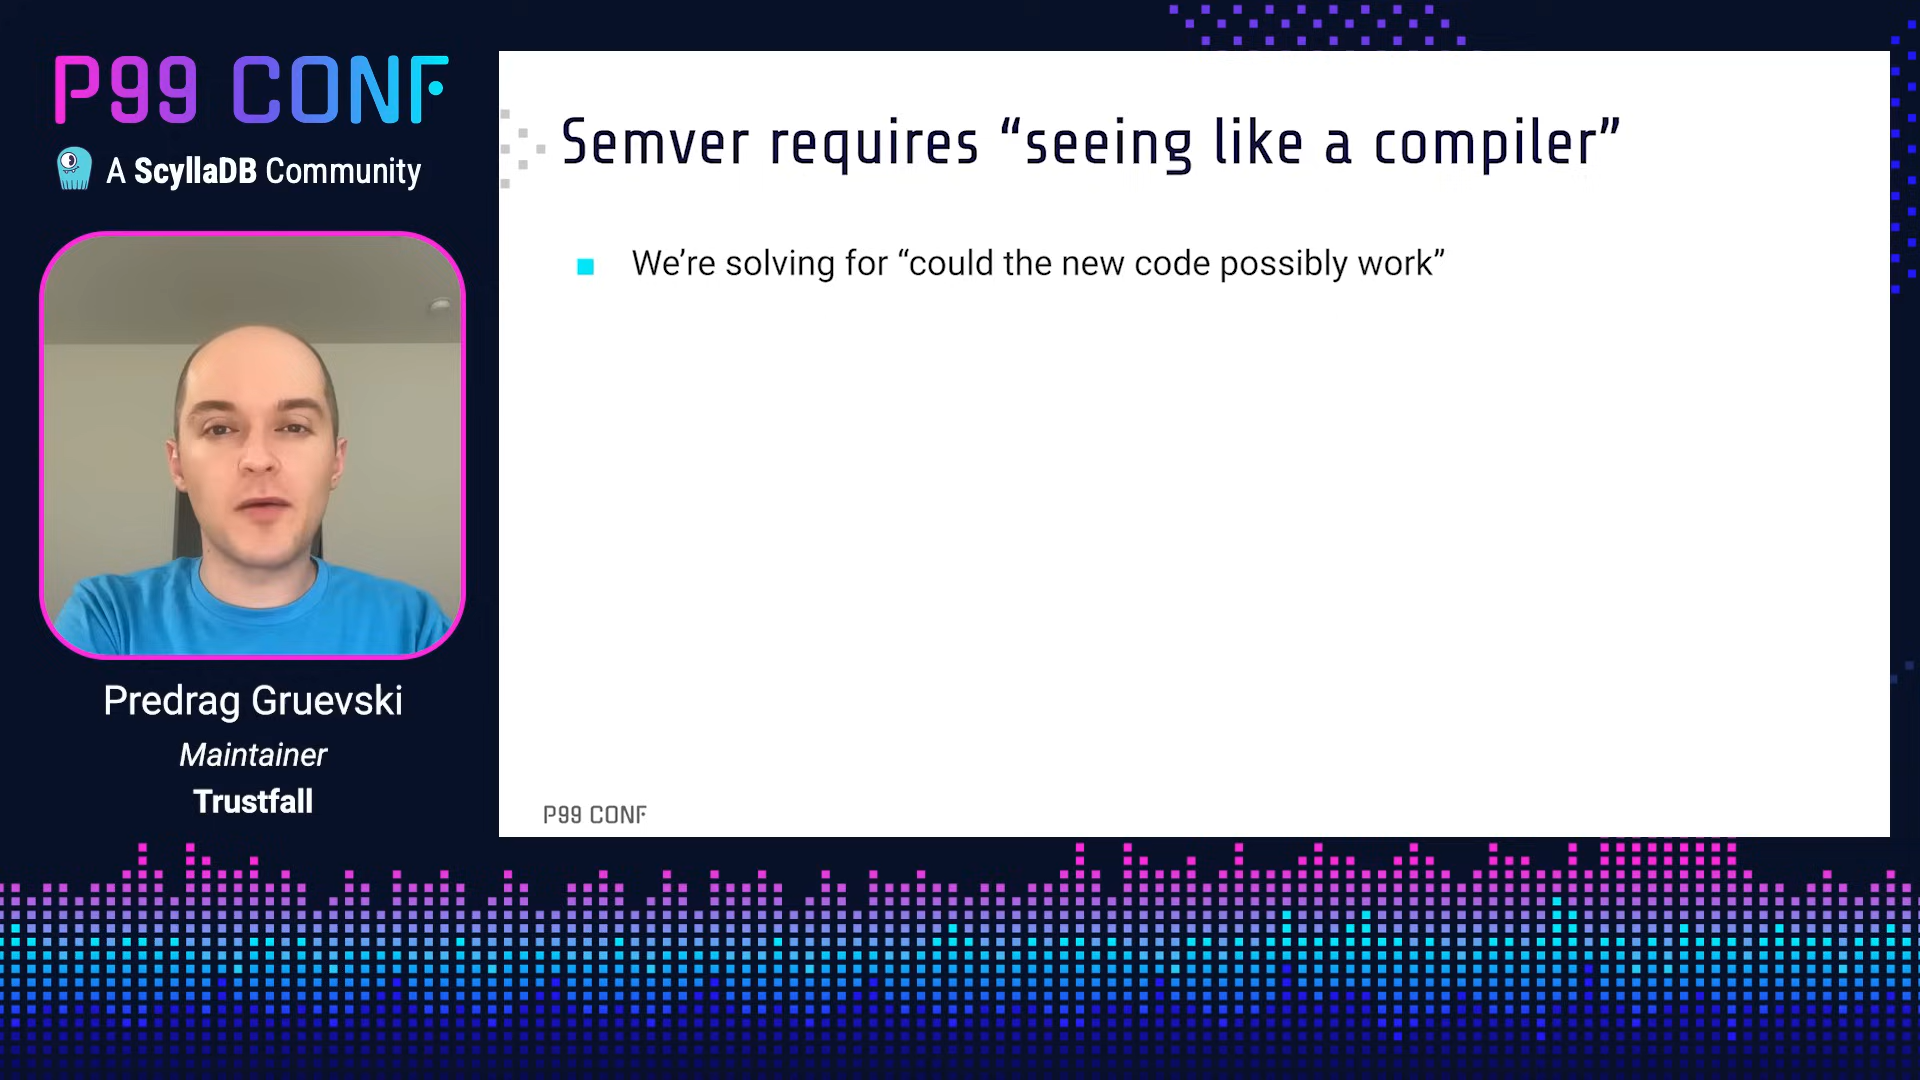 P99 CONF
A ScyllaDB Community
Predrag Gruevski
Maintainer
Trustfall
Semver requires “seeing like a compiler”
We’re solving for “could the new code possibly work”
P99 CONF